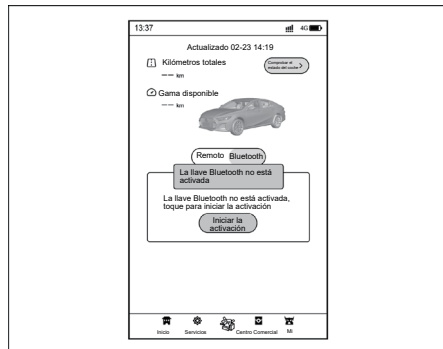 13:37 4G
Actualizado 02-23 14:19
Kilómetros totales
Comprobar el
estado del coche >
-- km
Gama disponible
-- km
Remoto Bluetooth
La llave Bluetooth no está
activada
La llave Bluetooth no está activada,
toque para iniciar la activación
Iniciar la
activación
Inicio Servicios Centro Comercial Mi